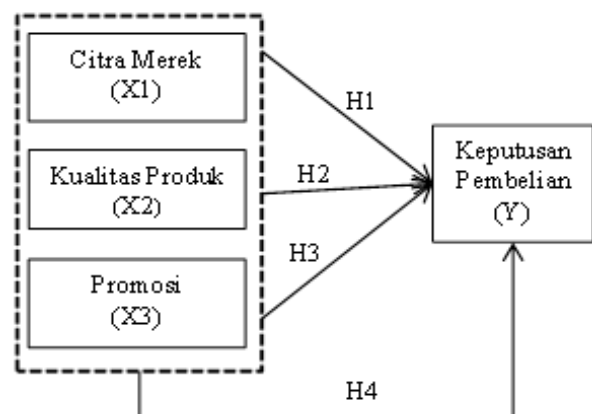 Citra Merek
(X1)
H1
Kualitas Produk
(X2)
H2
Keputusan
Pembelian
(Y)
H3
Promosi
(X3)
H4